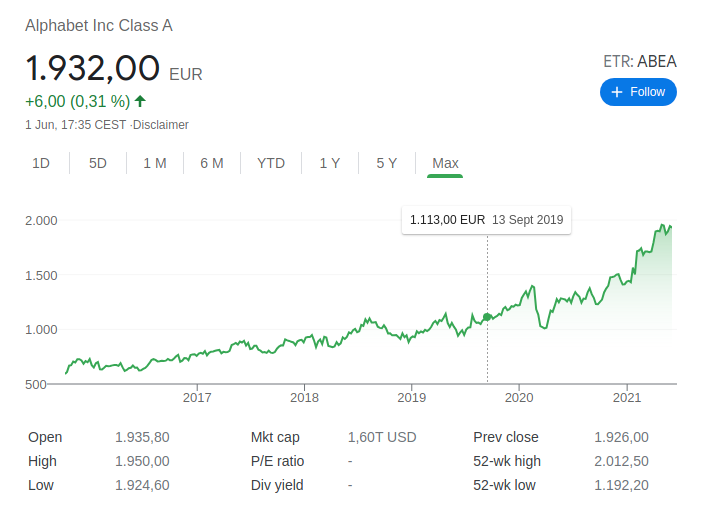 Alphabet Inc Class A
1.932,00 EUR
ETR: ABEA
+6,00 (0,31 %)
+ Follow
1 Jun, 17:35 CEST ·Disclaimer
1D 5D 1 M 6 M YTD 1 Y 5 Y Max
1.113,00 EUR 13 Sept 2019
2.000
1.500
1.000
500
2017 2018 2019 2020 2021
Open 1.935,80 Mkt cap 1,60T USD Prev close 1.926,00
High 1.950,00 P/E ratio - 52-wk high 2.012,50
Low 1.924,60 Div yield - 52-wk low 1.192,20